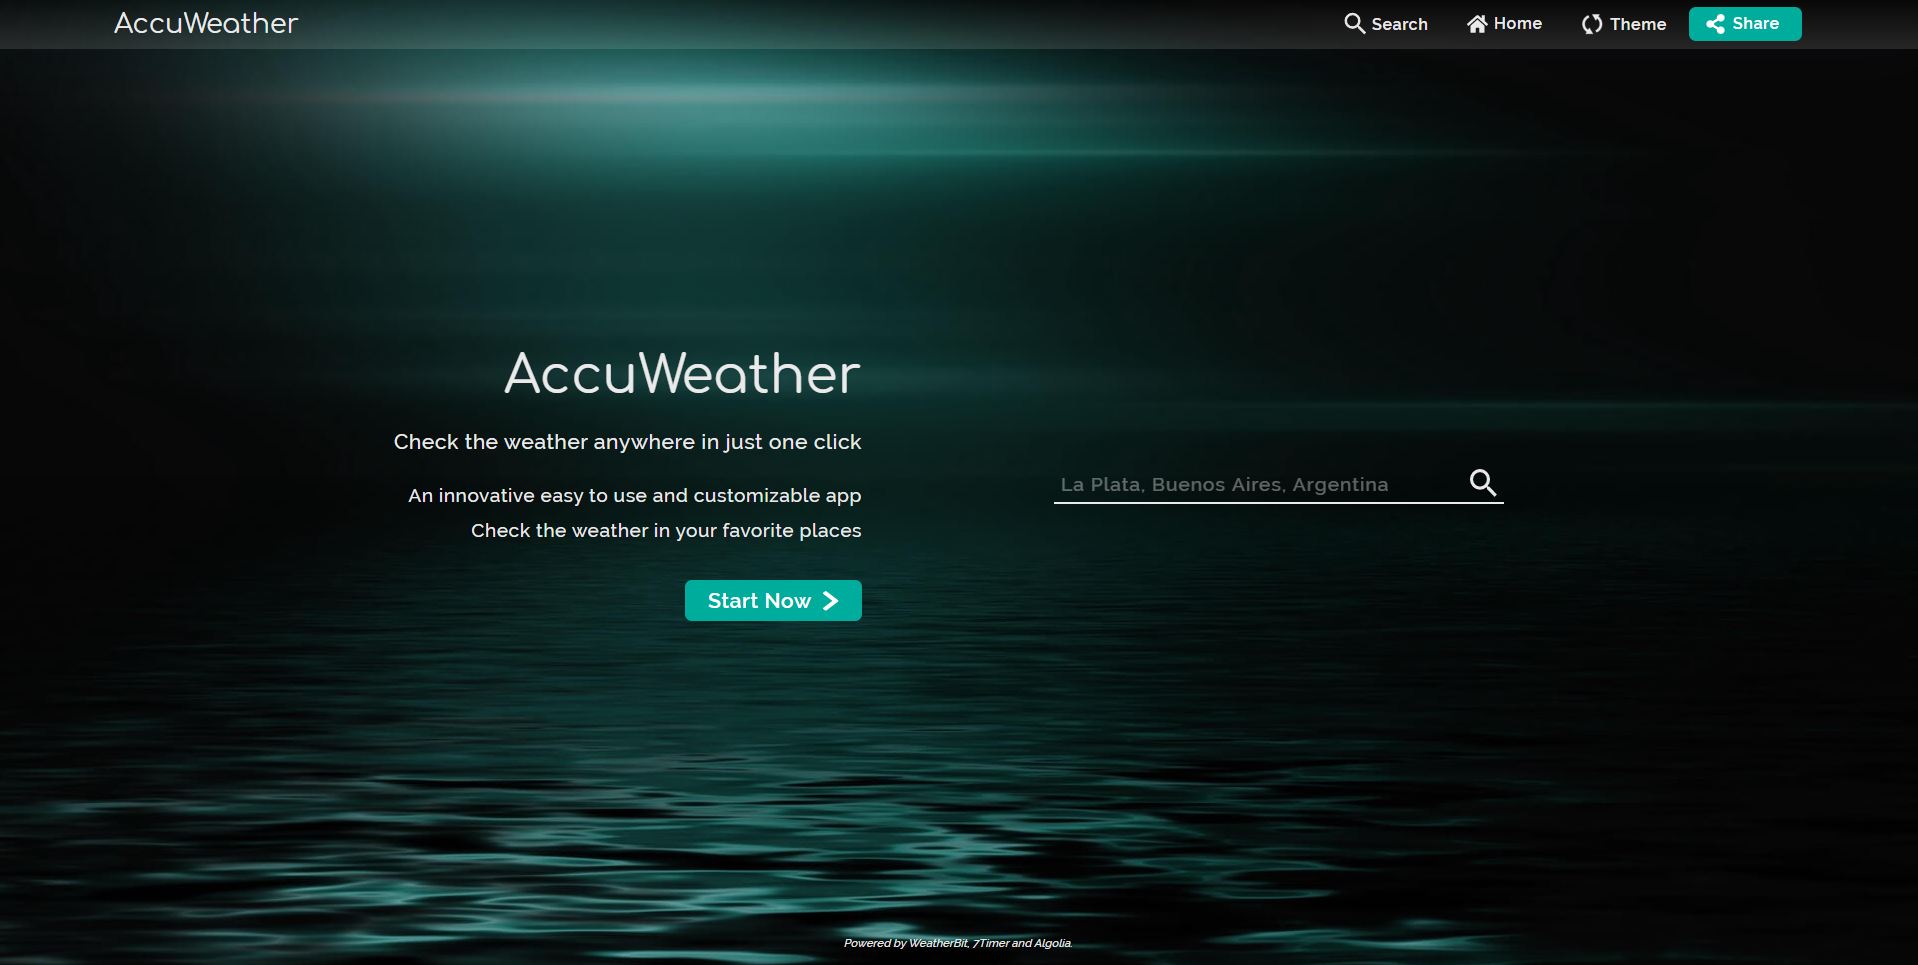 AccuWeather
Search
Home
Theme
Share
AccuWeather
Check the weather anywhere in just one click
An innovative easy to use and customizable app
Check the weather in your favorite places
Start Now
La Plata, Buenos Aires, Argentina
Powered by WeatherBit, 7Timer and Algolia.